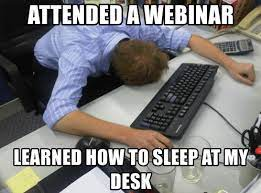 ATTENDED A WEBINAR
LEARNED HOW TO SLEEP AT MY
DESK